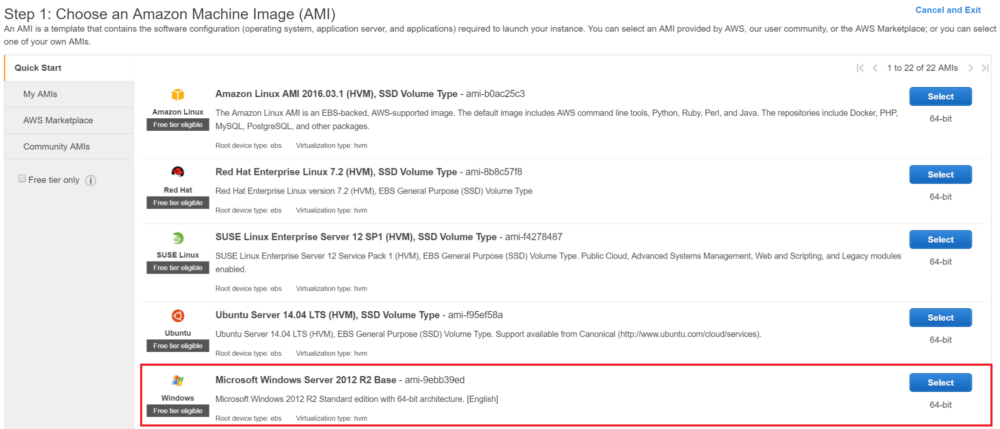 Step 1: Choose an Amazon Machine Image (AMI)
Cancel and Exit
An AMI is a template that contains the software configuration (operating system, application server, and applications) required to launch your instance. You can select an AMI provided by AWS, our user community, or the AWS Marketplace; or you can select
one of your own AMIs.
Quick Start
My AMIs
AWS Marketplace
Community AMIs
Free tier only
1 to 22 of 22 AMIs
Amazon Linux
Free tier eligible
Amazon Linux AMI 2016.03.1 (HVM), SSD Volume Type - ami-b0ac25c3
The Amazon Linux AMI is an EBS-backed, AWS-supported image. The default image includes AWS command line tools, Python, Ruby, Perl, and Java. The repositories include Docker, PHP,
MySQL, PostgreSQL, and other packages.
Root device type: ebs Virtualization type: hvm
Select
64-bit
Red Hat
Free tier eligible
Red Hat Enterprise Linux 7.2 (HVM), SSD Volume Type - ami-8b8c57f8
Red Hat Enterprise Linux version 7.2 (HVM), EBS General Purpose (SSD) Volume Type
Root device type: ebs Virtualization type: hvm
Select
64-bit
SUSE Linux
Free tier eligible
SUSE Linux Enterprise Server 12 SP1 (HVM), SSD Volume Type - ami-f4278487
SUSE Linux Enterprise Server 12 Service Pack 1 (HVM), EBS General Purpose (SSD) Volume Type. Public Cloud, Advanced Systems Management, Web and Scripting, and Legacy modules
enabled.
Root device type: ebs Virtualization type: hvm
Select
64-bit
Ubuntu
Free tier eligible
Ubuntu Server 14.04 LTS (HVM), SSD Volume Type - ami-f95ef58a
Ubuntu Server 14.04 LTS (HVM), EBS General Purpose (SSD) Volume Type. Support available from Canonical (http://www.ubuntu.com/cloud/services).
Root device type: ebs Virtualization type: hvm
Select
64-bit
Windows
Free tier eligible
Microsoft Windows Server 2012 R2 Base - ami-9ebb39ed
Microsoft Windows 2012 R2 Standard edition with 64-bit architecture. [English]
Root device type: ebs Virtualization type: hvm
Select
64-bit